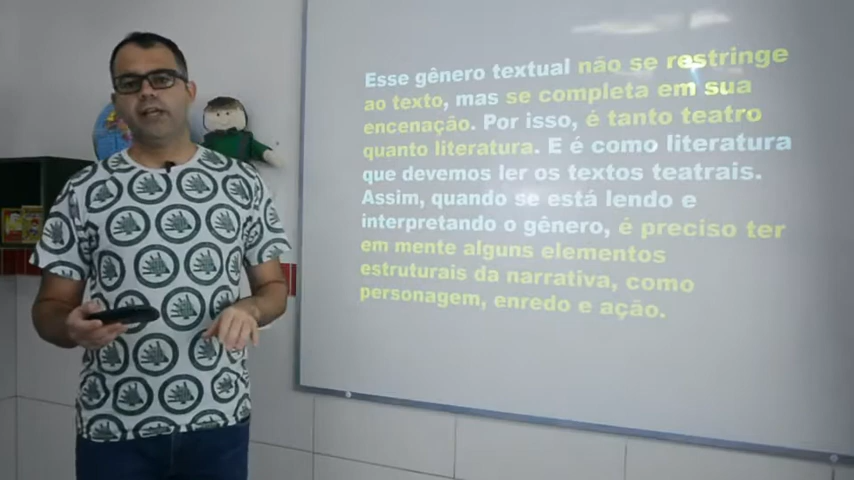 Esse gênero textual não se restringe
ao texto, mas se completa em sua
encenação. Por isso, é tanto teatro
quanto literatura. E é como literatura
que devemos ler os textos teatrais.
Assim, quando se está lendo e
interpretando o gênero, é preciso ter
em mente alguns elementos
estruturais da narrativa, como
personagem, enredo e ação.